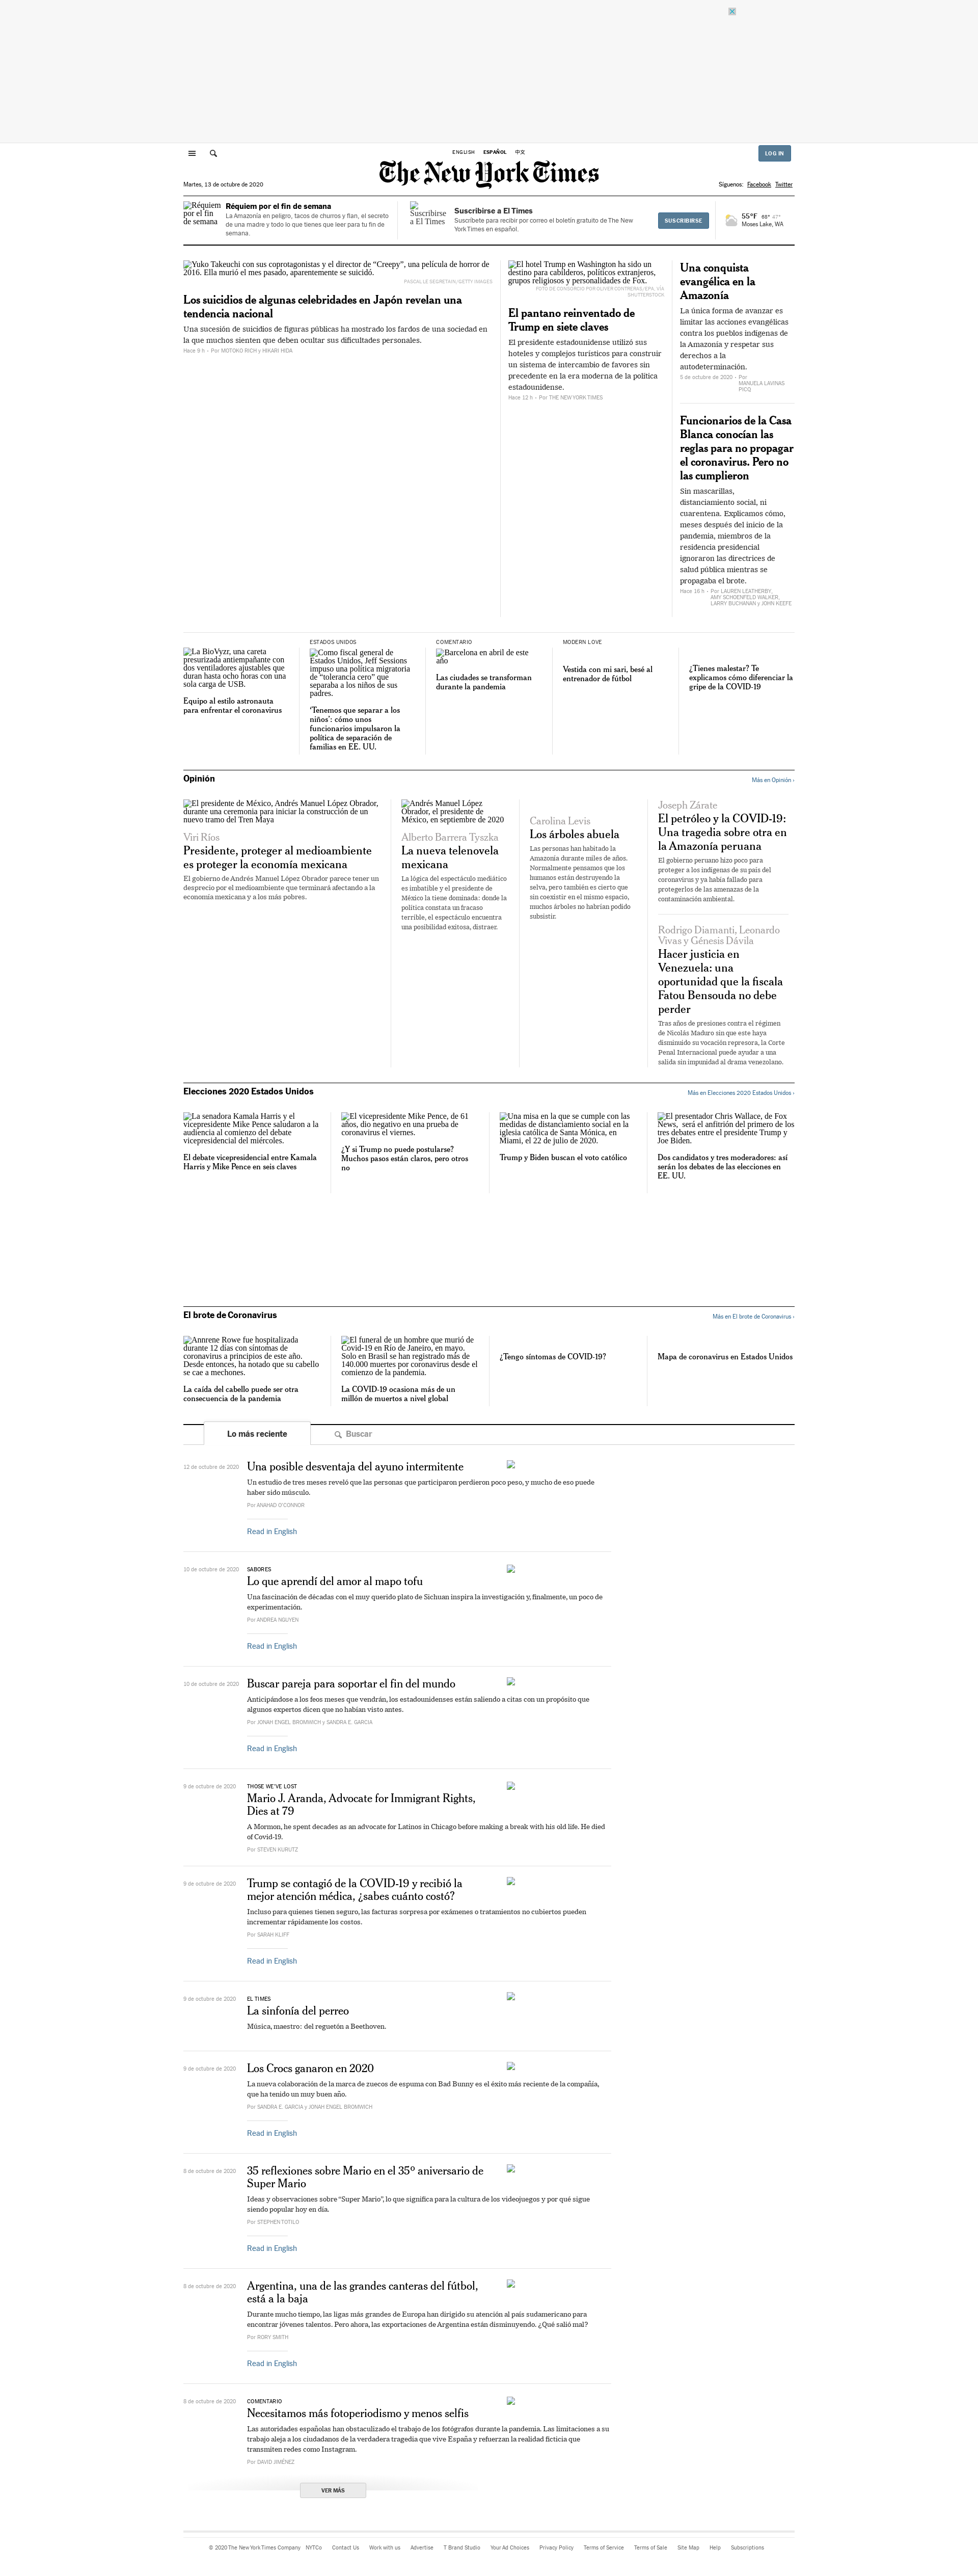 ENGLISH ESPAÑOL 中文
LOG IN
The New York Times
Martes, 13 de octubre de 2020
Síguenos: Facebook Twitter
Réquiem por el fin de semana
Réquiem por el fin de semana
La Amazonía en peligro, tacos de churros y flan, el secreto
de una madre y todo lo que tienes que leer para tu fin de
semana.
Suscribirse a El Times
Suscribirse a El Times
Suscríbete para recibir por correo el boletín gratuito de The New
York Times en español.
SUSCRIBIRSE
55°F 66° 47°
Moses Lake, WA
Yuko Takeuchi con sus coprotagonistas y el director de “Creepy”, una película de horror de
2016. Ella murió el mes pasado, aparentemente se suicidó.
PASCAL LE SEGRETAIN/GETTY IMAGES
Los suicidios de algunas celebridades en Japón revelan una
tendencia nacional
Una sucesión de suicidios de figuras públicas ha mostrado los fardos de una sociedad en
la que muchos sienten que deben ocultar sus dificultades personales.
Hace 9 h - Por MOTOKO RICH y HIKARI HIDA
El hotel Trump en Washington ha sido un
destino para cabilderos, políticos extranjeros,
grupos religiosos y personalidades de Fox.
FOTO DE CONSORCIO POR OLIVER CONTRERAS/EPA, VÍA
SHUTTERSTOCK
El pantano reinventado de
Trump en siete claves
El presidente estadounidense utilizó sus
hoteles y complejos turísticos para construir
un sistema de intercambio de favores sin
precedente en la era moderna de la política
estadounidense.
Hace 12 h - Por THE NEW YORK TIMES
Una conquista
evangélica en la
Amazonía
La única forma de avanzar es
limitar las acciones evangélicas
contra los pueblos indígenas de
la Amazonía y respetar sus
derechos a la
autodeterminación.
5 de octubre de 2020 - Por
MANUELA LAVINAS
PICQ
Funcionarios de la Casa
Blanca conocían las
reglas para no propagar
el coronavirus. Pero no
las cumplieron
Sin mascarillas,
distanciamiento social, ni
cuarentena. Explicamos cómo,
meses después del inicio de la
pandemia, miembros de la
residencia presidencial
ignoraron las directrices de
salud pública mientras se
propagaba el brote.
Hace 16 h - Por LAUREN LEATHERBY,
AMY SCHOENFELD WALKER,
LARRY BUCHANAN y JOHN KEEFE
La BioVyzr, una careta
presurizada antiempañante con
dos ventiladores ajustables que
duran hasta ocho horas con una
sola carga de USB.
Equipo al estilo astronauta
para enfrentar el coronavirus
ESTADOS UNIDOS
Como fiscal general de
Estados Unidos, Jeff Sessions
impuso una política migratoria
de “tolerancia cero” que
separaba a los niños de sus
padres.
‘Tenemos que separar a los
niños’: cómo unos
funcionarios impulsaron la
política de separación de
familias en EE. UU.
COMENTARIO
Barcelona en abril de este
año
Las ciudades se transforman
durante la pandemia
MODERN LOVE
Vestida con mi sari, besé al
entrenador de fútbol
¿Tienes malestar? Te
explicamos cómo diferenciar la
gripe de la COVID-19
Opinión
Más en Opinión ›
El presidente de México, Andrés Manuel López Obrador,
durante una ceremonia para iniciar la construcción de un
nuevo tramo del Tren Maya
Viri Ríos
Presidente, proteger al medioambiente
es proteger la economía mexicana
El gobierno de Andrés Manuel López Obrador parece tener un
desprecio por el medioambiente que terminará afectando a la
economía mexicana y a los más pobres.
Andrés Manuel López
Obrador, el presidente de
México, en septiembre de 2020
Alberto Barrera Tyszka
La nueva telenovela
mexicana
La lógica del espectáculo mediático
es imbatible y el presidente de
México la tiene dominada: donde la
política constata un fracaso
terrible, el espectáculo encuentra
una posibilidad exitosa, distraer.
Carolina Levis
Los árboles abuela
Las personas han habitado la
Amazonía durante miles de años.
Normalmente pensamos que los
humanos están destruyendo la
selva, pero también es cierto que
sin coexistir en el mismo espacio,
muchos árboles no habrían podido
subsistir.
Joseph Zárate
El petróleo y la COVID-19:
Una tragedia sobre otra en
la Amazonía peruana
El gobierno peruano hizo poco para
proteger a los indígenas de su país del
coronavirus y ya había fallado para
protegerlos de las amenazas de la
contaminación ambiental.
Rodrigo Diamanti, Leonardo
Vivas y Génesis Dávila
Hacer justicia en
Venezuela: una
oportunidad que la fiscala
Fatou Bensouda no debe
perder
Tras años de presiones contra el régimen
de Nicolás Maduro sin que este haya
disminuido su vocación represora, la Corte
Penal Internacional puede ayudar a una
salida sin impunidad al drama venezolano.
Elecciones 2020 Estados Unidos
Más en Elecciones 2020 Estados Unidos ›
La senadora Kamala Harris y el
vicepresidente Mike Pence saludaron a la
audiencia al comienzo del debate
vicepresidencial del miércoles.
El debate vicepresidencial entre Kamala
Harris y Mike Pence en seis claves
El vicepresidente Mike Pence, de 61
años, dio negativo en una prueba de
coronavirus el viernes.
¿Y si Trump no puede postularse?
Muchos pasos están claros, pero otros
no
Una misa en la que se cumple con las
medidas de distanciamiento social en la
iglesia católica de Santa Mónica, en
Miami, el 22 de julio de 2020.
Trump y Biden buscan el voto católico
El presentador Chris Wallace, de Fox
News, será el anfitrión del primero de los
tres debates entre el presidente Trump y
Joe Biden.
Dos candidatos y tres moderadores: así
serán los debates de las elecciones en
EE. UU.
El brote de Coronavirus
Más en El brote de Coronavirus ›
Annrene Rowe fue hospitalizada
durante 12 días con síntomas de
coronavirus a principios de este año.
Desde entonces, ha notado que su cabello
se cae a mechones.
La caída del cabello puede ser otra
consecuencia de la pandemia
El funeral de un hombre que murió de
Covid-19 en Río de Janeiro, en mayo.
Solo en Brasil se han registrado más de
140.000 muertes por coronavirus desde el
comienzo de la pandemia.
La COVID-19 ocasiona más de un
millón de muertos a nivel global
¿Tengo síntomas de COVID-19?
Mapa de coronavirus en Estados Unidos
Lo más reciente
Buscar
12 de octubre de 2020
Una posible desventaja del ayuno intermitente
Un estudio de tres meses reveló que las personas que participaron perdieron poco peso, y mucho de eso puede
haber sido músculo.
Por ANAHAD O'CONNOR
Read in English
10 de octubre de 2020
SABORES
Lo que aprendí del amor al mapo tofu
Una fascinación de décadas con el muy querido plato de Sichuan inspira la investigación y, finalmente, un poco de
experimentación.
Por ANDREA NGUYEN
Read in English
10 de octubre de 2020
Buscar pareja para soportar el fin del mundo
Anticipándose a los feos meses que vendrán, los estadounidenses están saliendo a citas con un propósito que
algunos expertos dicen que no habían visto antes.
Por JONAH ENGEL BROMWICH y SANDRA E. GARCIA
Read in English
9 de octubre de 2020
THOSE WE'VE LOST
Mario J. Aranda, Advocate for Immigrant Rights,
Dies at 79
A Mormon, he spent decades as an advocate for Latinos in Chicago before making a break with his old life. He died
of Covid-19.
Por STEVEN KURUTZ
9 de octubre de 2020
Trump se contagió de la COVID-19 y recibió la
mejor atención médica, ¿sabes cuánto costó?
Incluso para quienes tienen seguro, las facturas sorpresa por exámenes o tratamientos no cubiertos pueden
incrementar rápidamente los costos.
Por SARAH KLIFF
Read in English
9 de octubre de 2020
EL TIMES
La sinfonía del perreo
Música, maestro: del reguetón a Beethoven.
9 de octubre de 2020
Los Crocs ganaron en 2020
La nueva colaboración de la marca de zuecos de espuma con Bad Bunny es el éxito más reciente de la compañía,
que ha tenido un muy buen año.
Por SANDRA E. GARCIA y JONAH ENGEL BROMWICH
Read in English
8 de octubre de 2020
35 reflexiones sobre Mario en el 35º aniversario de
Super Mario
Ideas y observaciones sobre “Super Mario”, lo que significa para la cultura de los videojuegos y por qué sigue
siendo popular hoy en día.
Por STEPHEN TOTILO
Read in English
8 de octubre de 2020
Argentina, una de las grandes canteras del fútbol,
está a la baja
Durante mucho tiempo, las ligas más grandes de Europa han dirigido su atención al país sudamericano para
encontrar jóvenes talentos. Pero ahora, las exportaciones de Argentina están disminuyendo. ¿Qué salió mal?
Por RORY SMITH
Read in English
8 de octubre de 2020
COMENTARIO
Necesitamos más fotoperiodismo y menos selfis
Las autoridades españolas han obstaculizado el trabajo de los fotógrafos durante la pandemia. Las limitaciones a su
trabajo aleja a los ciudadanos de la verdadera tragedia que vive España y refuerzan la realidad ficticia que
transmiten redes como Instagram.
Por DAVID JIMÉNEZ
VER MÁS
© 2020 The New York Times Company NYTCo Contact Us Work with us Advertise T Brand Studio Your Ad Choices Privacy Policy Terms of Service Terms of Sale Site Map Help Subscriptions